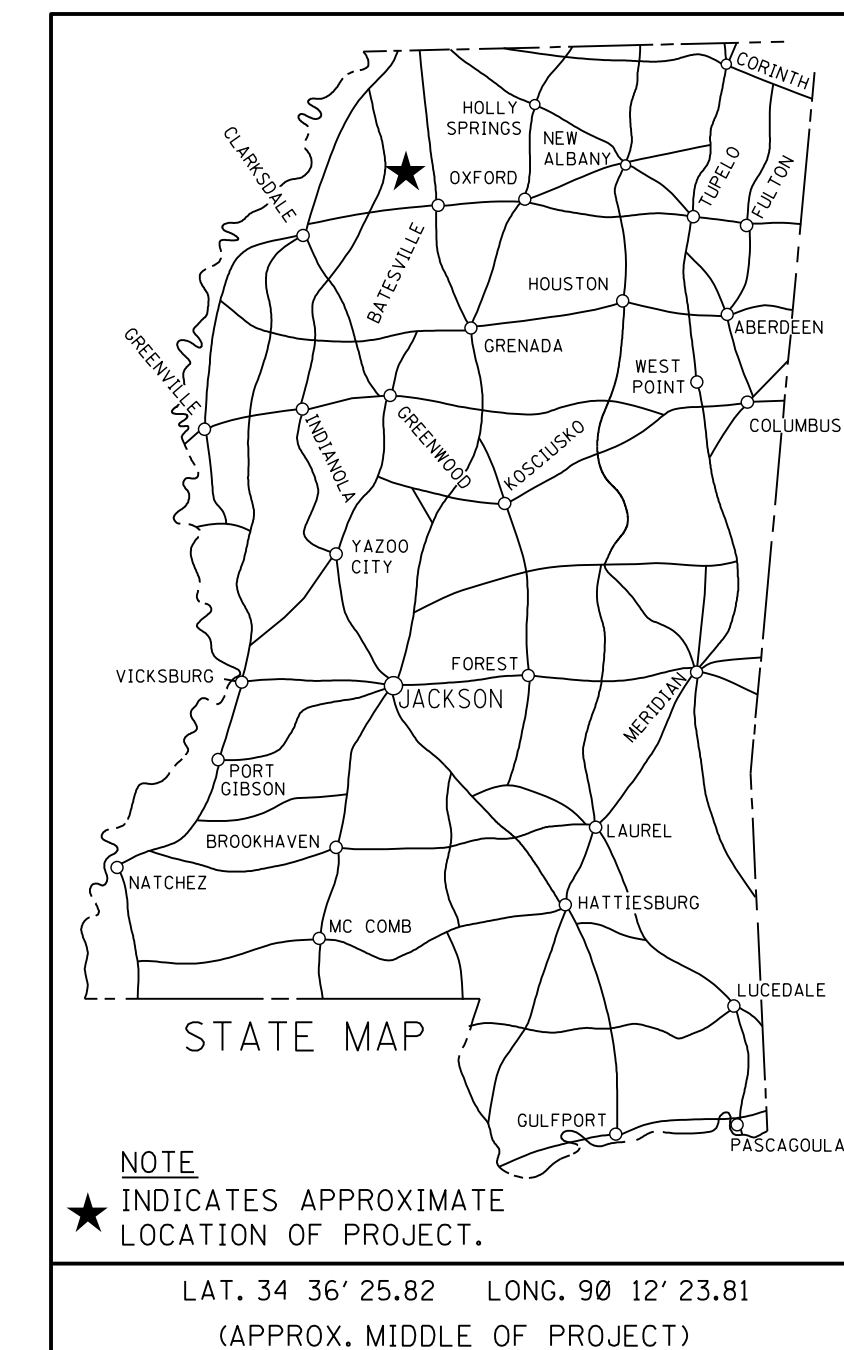 CORINTH
HOLLY
SPRINGS
NEW
ALBANY
CLARKSDALE
OXFORD
TUPELO
FULTON
BATESVILLE
HOUSTON
ABERDEEN
GRENADA
GREENVILLE
WEST
POINT
COLUMBUS
INDIANOLA
GREENWOOD
KOSCIUSKO
YAZOO
CITY
VICKSBURG
FOREST
JACKSON
MERIDIAN
PORT
GIBSON
BROOKHAVEN
LAUREL
NATCHEZ
HATTIESBURG
MC COMB
LUCEDALE
STATE MAP
GULFPORT
PASCAGOULA
NOTE
INDICATES APPROXIMATE
LOCATION OF PROJECT.
LAT. 34 36' 25.82 LONG. 90 12' 23.81
(APPROX. MIDDLE OF PROJECT)